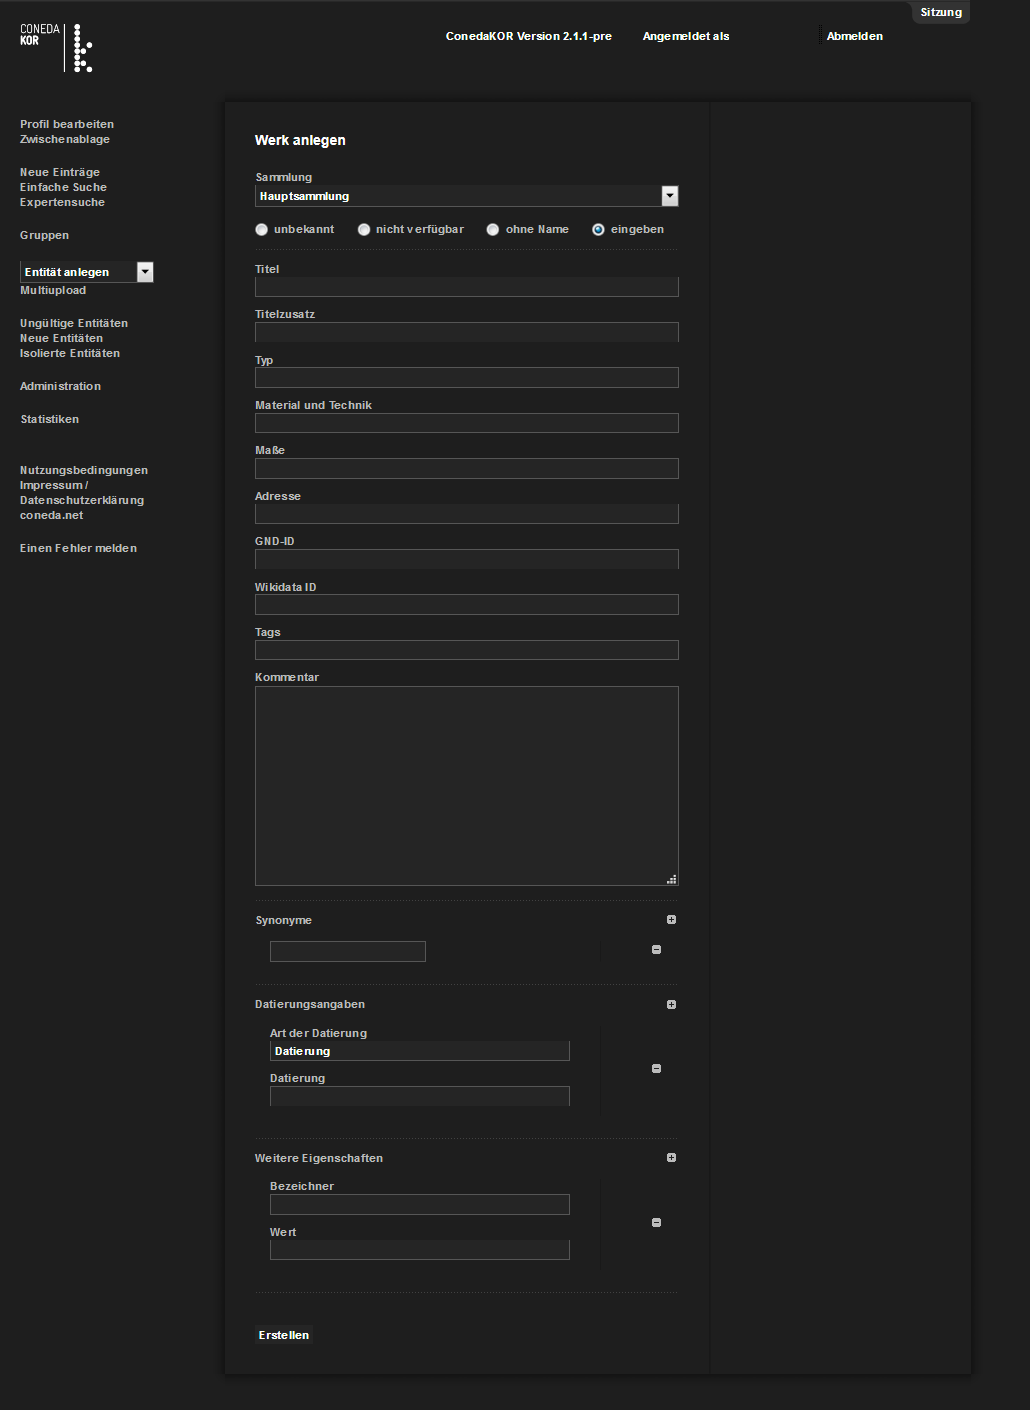 Sitzung
CONEDA
KOR
ConedaKOR Version 2.1.1-pre Angemeldet als Abmelden
Profil bearbeiten
Zwischenablage
Neue Einträge
Einfache Suche
Expertensuche
Gruppen
Entität anlegen
Multiupload
Ungültige Entitäten
Neue Entitäten
Isolierte Entitäten
Administration
Statistiken
Nutzungsbedingungen
Impressum /
Datenschutzerklärung
coneda.net
Einen Fehler melden
Werk anlegen
Sammlung
Hauptsammlung
unbekannt nicht verfügbar ohne Name eingeben
Titel
Titelzusatz
Typ
Material und Technik
Maße
Adresse
GND-ID
Wikidata ID
Tags
Kommentar
Synonyme
Datierungsangaben
Art der Datierung
Datierung
Datierung
Weitere Eigenschaften
Bezeichner
Wert
Erstellen